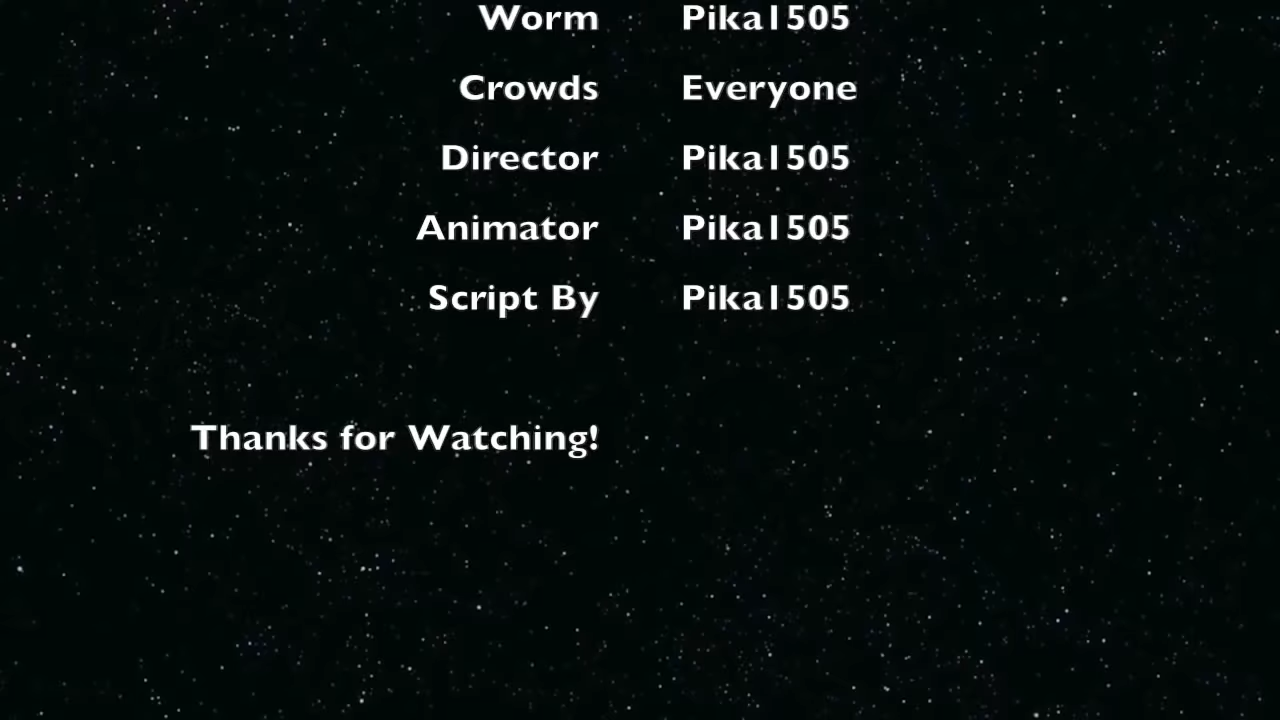 Worm Pika1505
Crowds Everyone
Director Pika1505
Animator Pika1505
Script By Pika1505
Thanks for Watching!